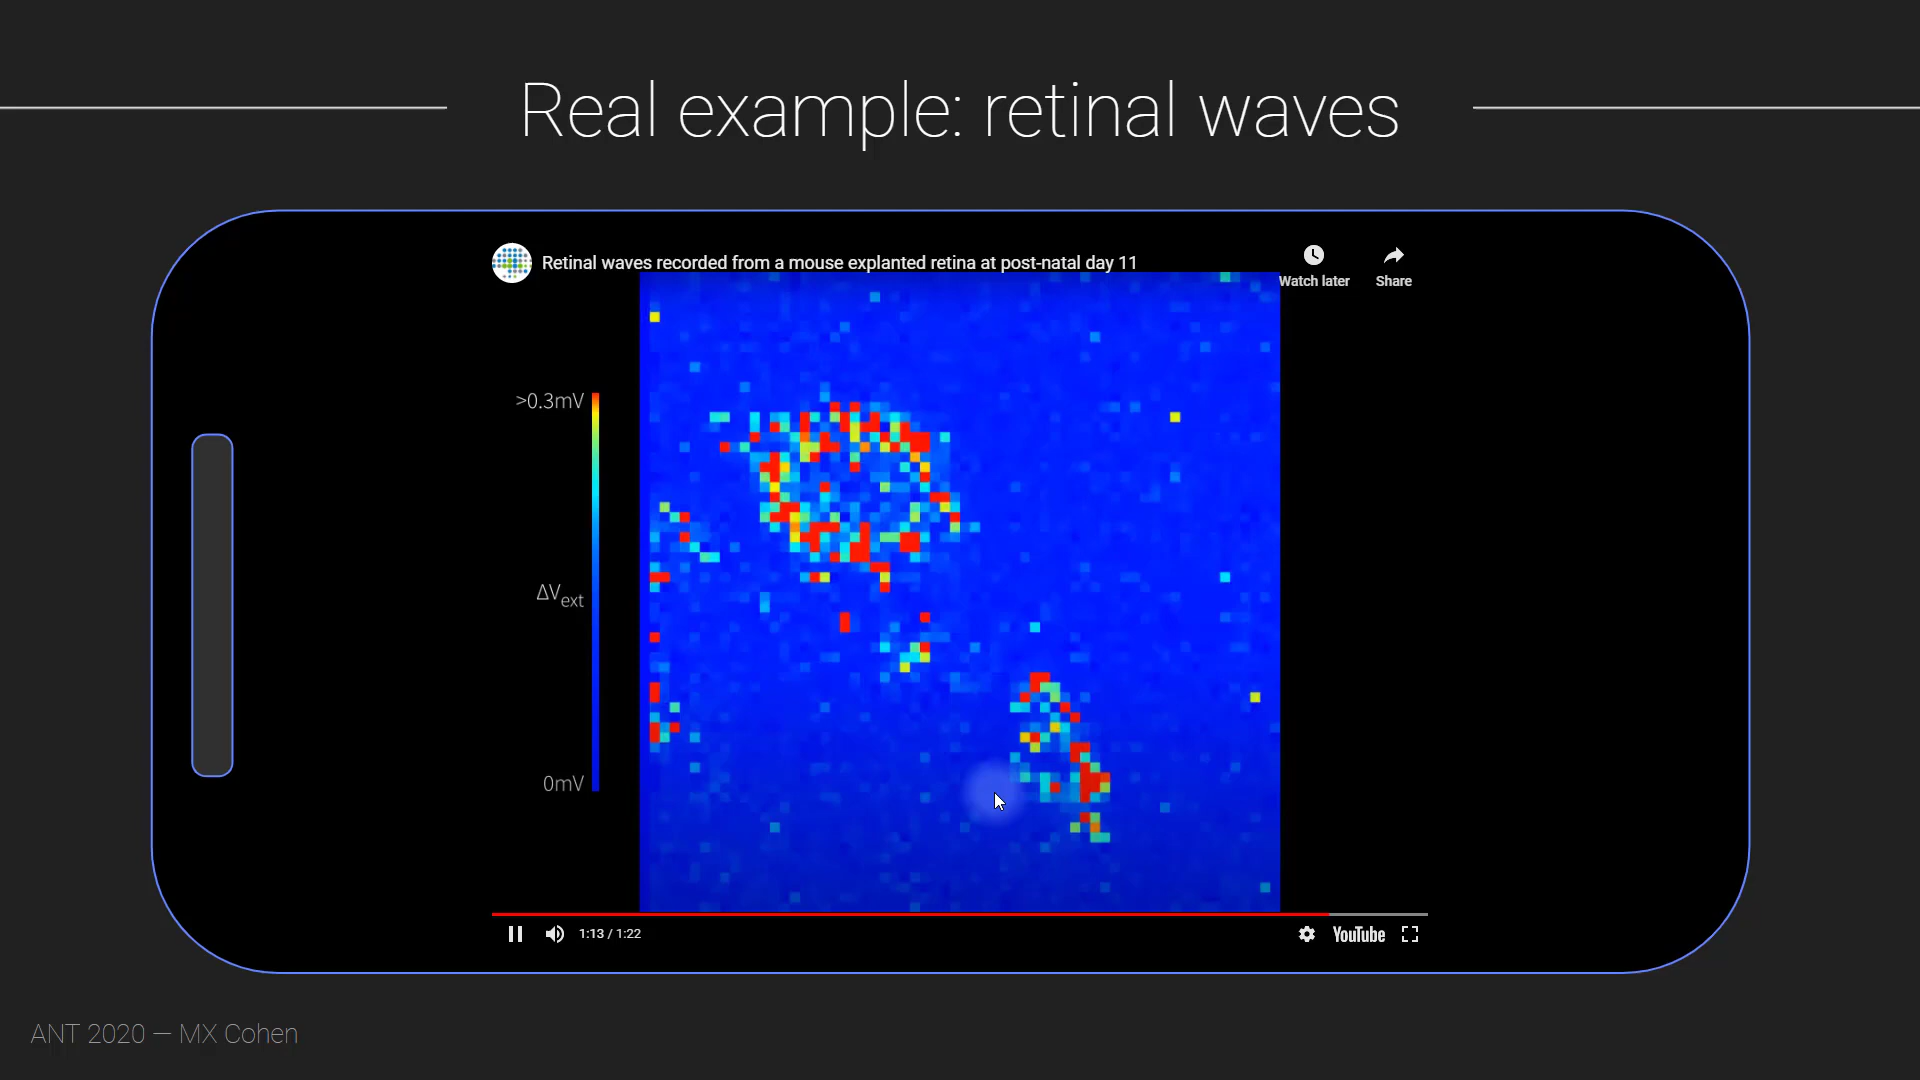 Real example: retinal waves
Retinal waves recorded from a mouse explanted retina at post-natal day 11
Watch later
Share
>0.3mV
ΔVext
0mV
1:13 / 1:22
YouTube
ANT 2020 — MX Cohen